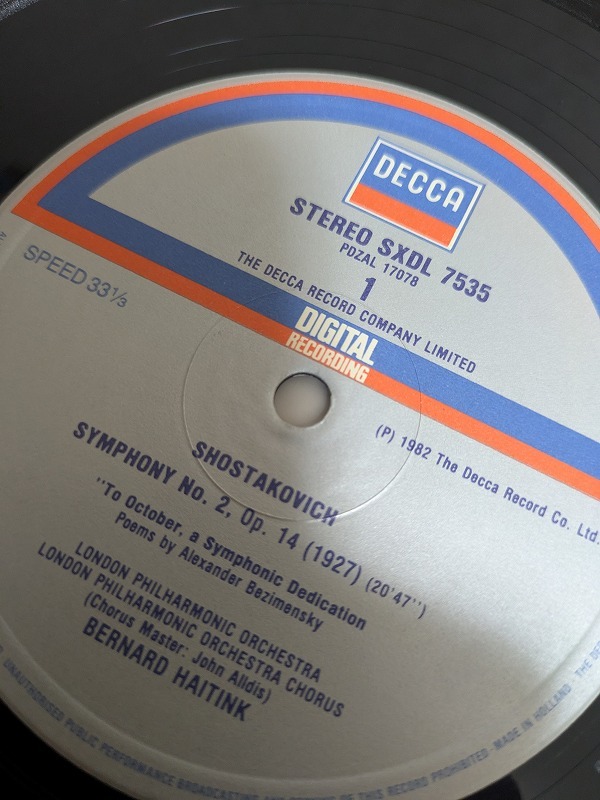 DECCA
STEREO SXDL 7535
PDZAL 17078
1
THE DECCA RECORD COMPANY LIMITED
SPEED 33⅓
DIGITAL
RECORDING
(P) 1982 The Decca Record Co. Ltd.
SHOSTAKOVICH
SYMPHONY No. 2, Op. 14 (1927) (20'47")
"To October, a Symphonic Dedication
Poems by Alexander Bezimensky
LONDON PHILHARMONIC ORCHESTRA
LONDON PHILHARMONIC ORCHESTRA CHORUS
(Chorus Master: John Alldis)
BERNARD HAITINK
UNAUTHORISED PUBLIC PERFORMANCE BROADCASTING AND COPYING OF THIS RECORD PROHIBITED · MADE IN HOLLAND · THE